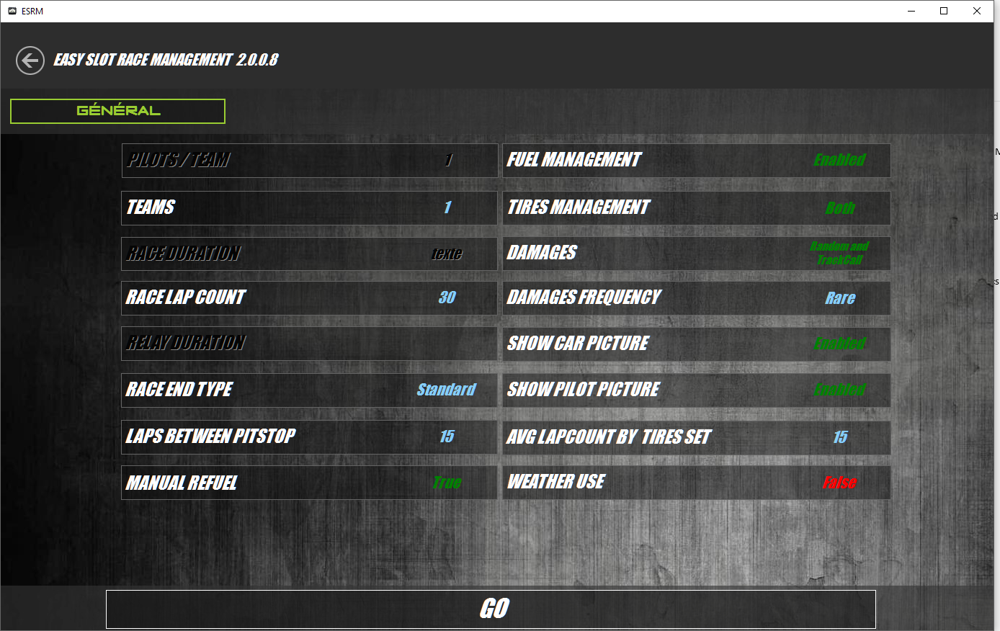 ESRM
EASY SLOT RACE MANAGEMENT 2.0.0.8
GÉNÉRAL
PILOTS / TEAM 1
FUEL MANAGEMENT Enabled
TEAMS 1
TIRES MANAGEMENT Both
RACE DURATION texte
DAMAGES Random and
TrackCall
RACE LAP COUNT 30
DAMAGES FREQUENCY Rare
RELAY DURATION
SHOW CAR PICTURE Enabled
RACE END TYPE Standard
SHOW PILOT PICTURE Enabled
LAPS BETWEEN PITSTOP 15
AVG LAPCOUNT BY TIRES SET 15
MANUAL REFUEL True
WEATHER USE False
GO